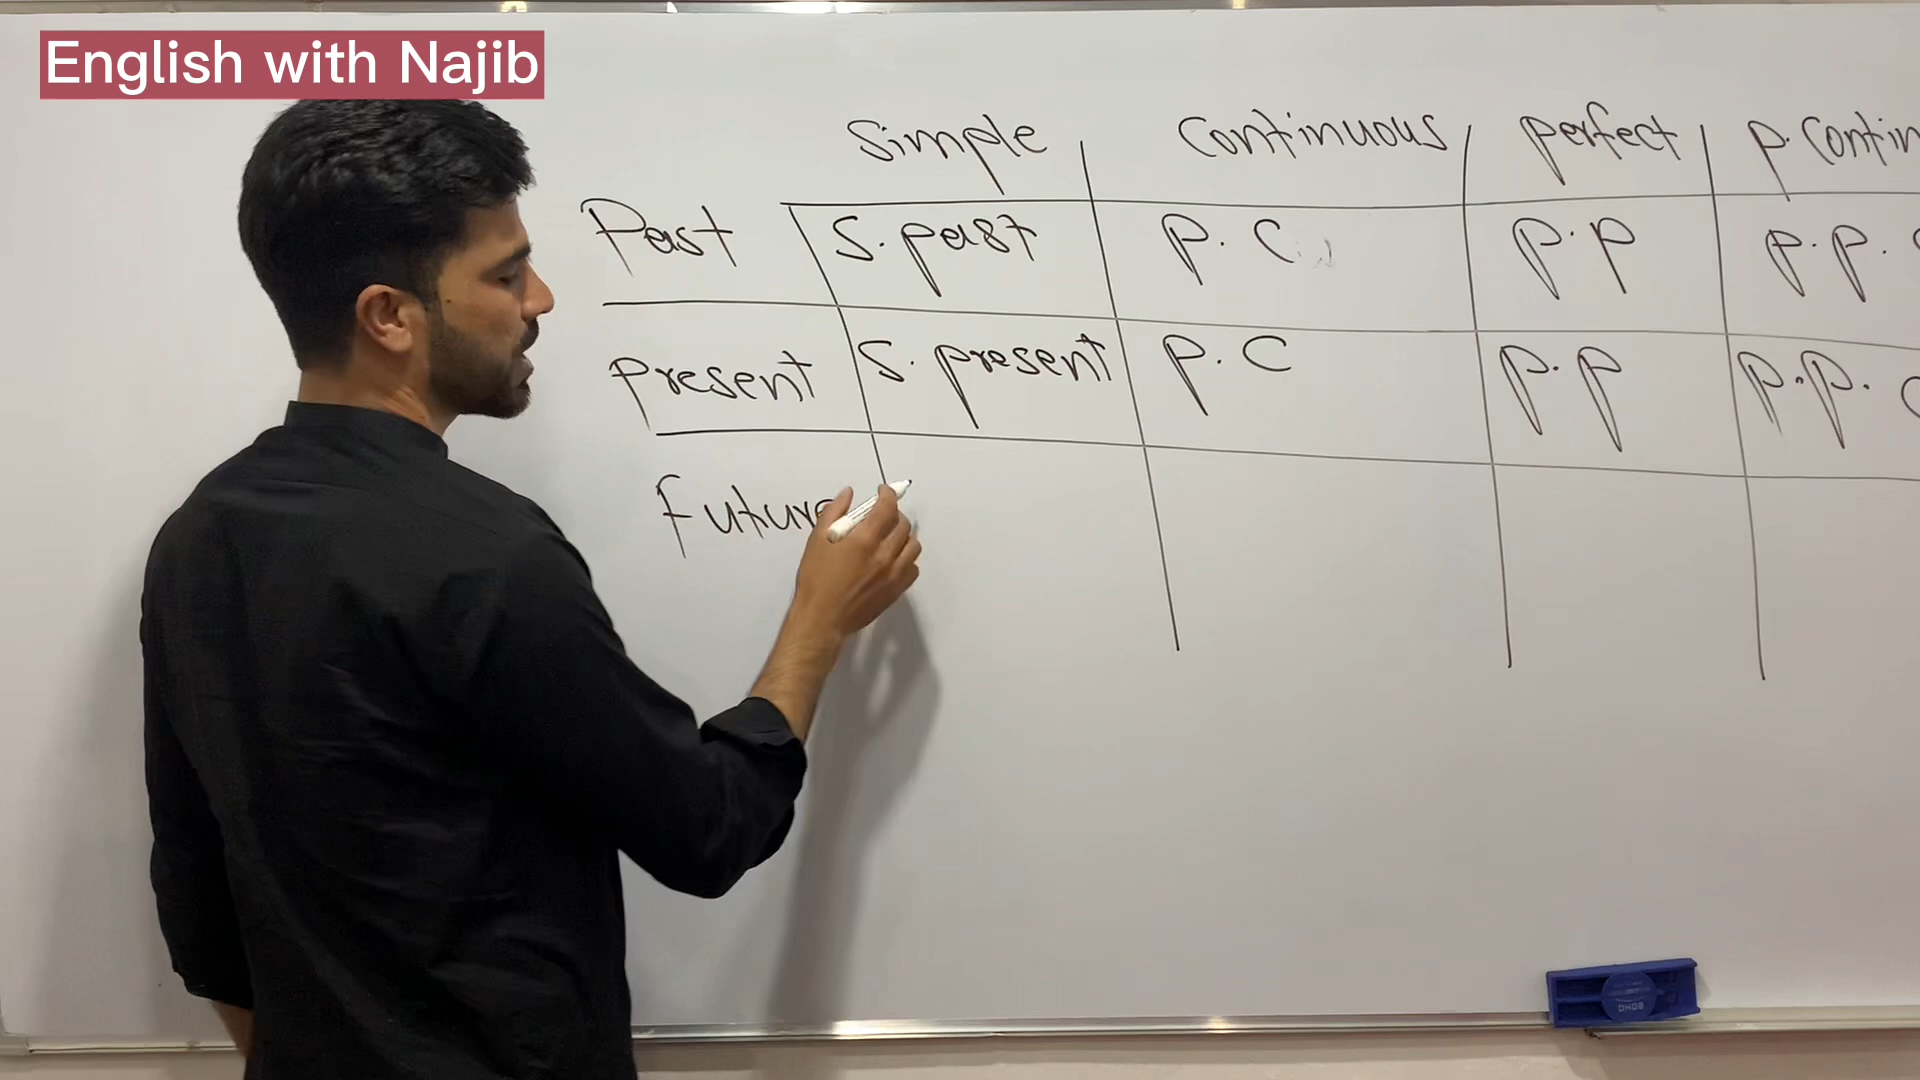 English with Najib
Simple continuous perfect p. contin
Past S. past p. c p.p p.p. c
present S. present p. c p.p p.p. c
Future